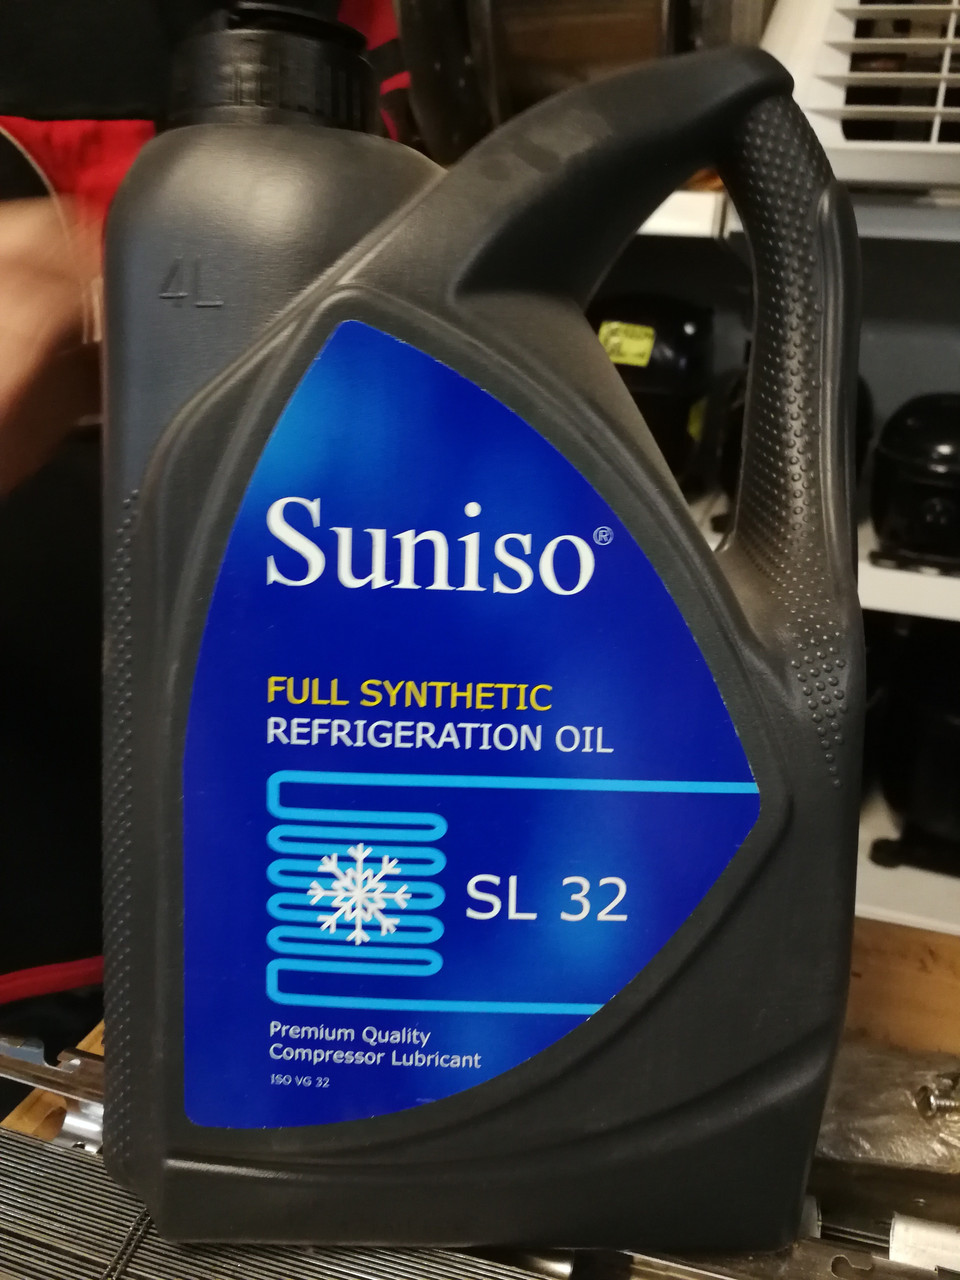 4L
Suniso®
FULL SYNTHETIC
REFRIGERATION OIL
SL 32
Premium Quality
Compressor Lubricant
ISO VG 32